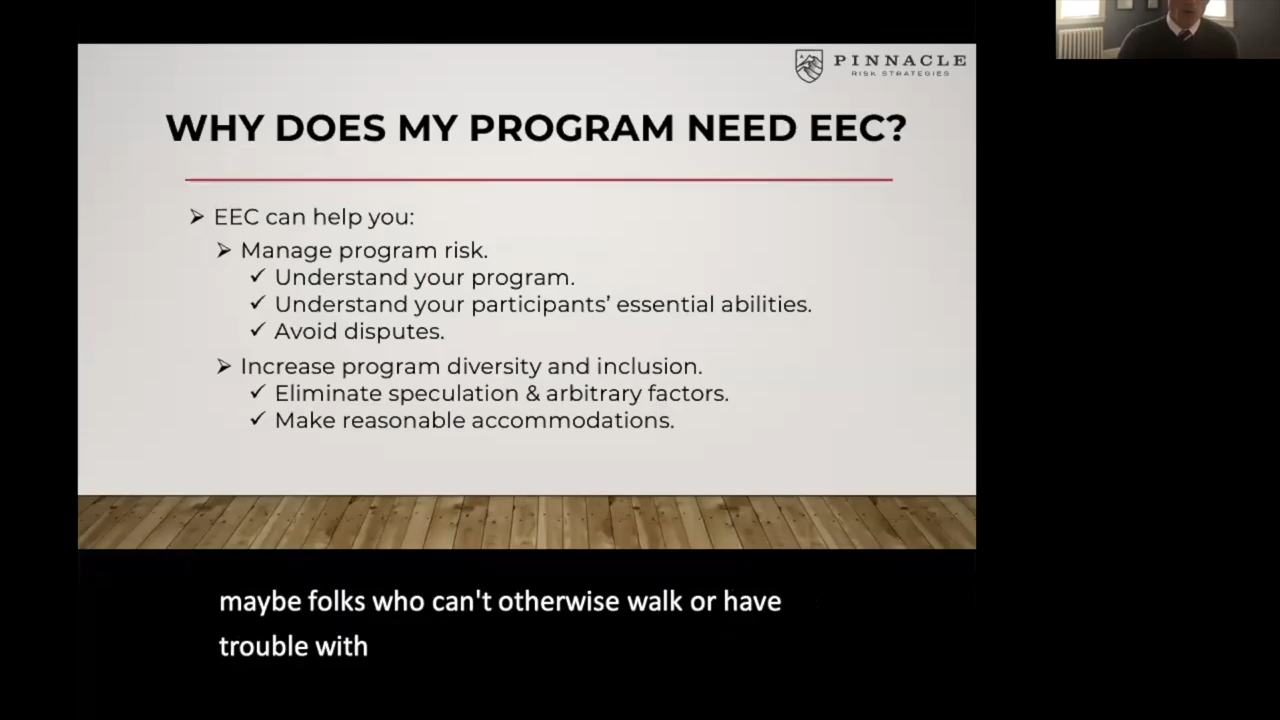 PINNACLE
RISK STRATEGIES
WHY DOES MY PROGRAM NEED EEC?
➢ EEC can help you:
➢ Manage program risk.
✓ Understand your program.
✓ Understand your participants’ essential abilities.
✓ Avoid disputes.
➢ Increase program diversity and inclusion.
✓ Eliminate speculation & arbitrary factors.
✓ Make reasonable accommodations.
maybe folks who can't otherwise walk or have
trouble with